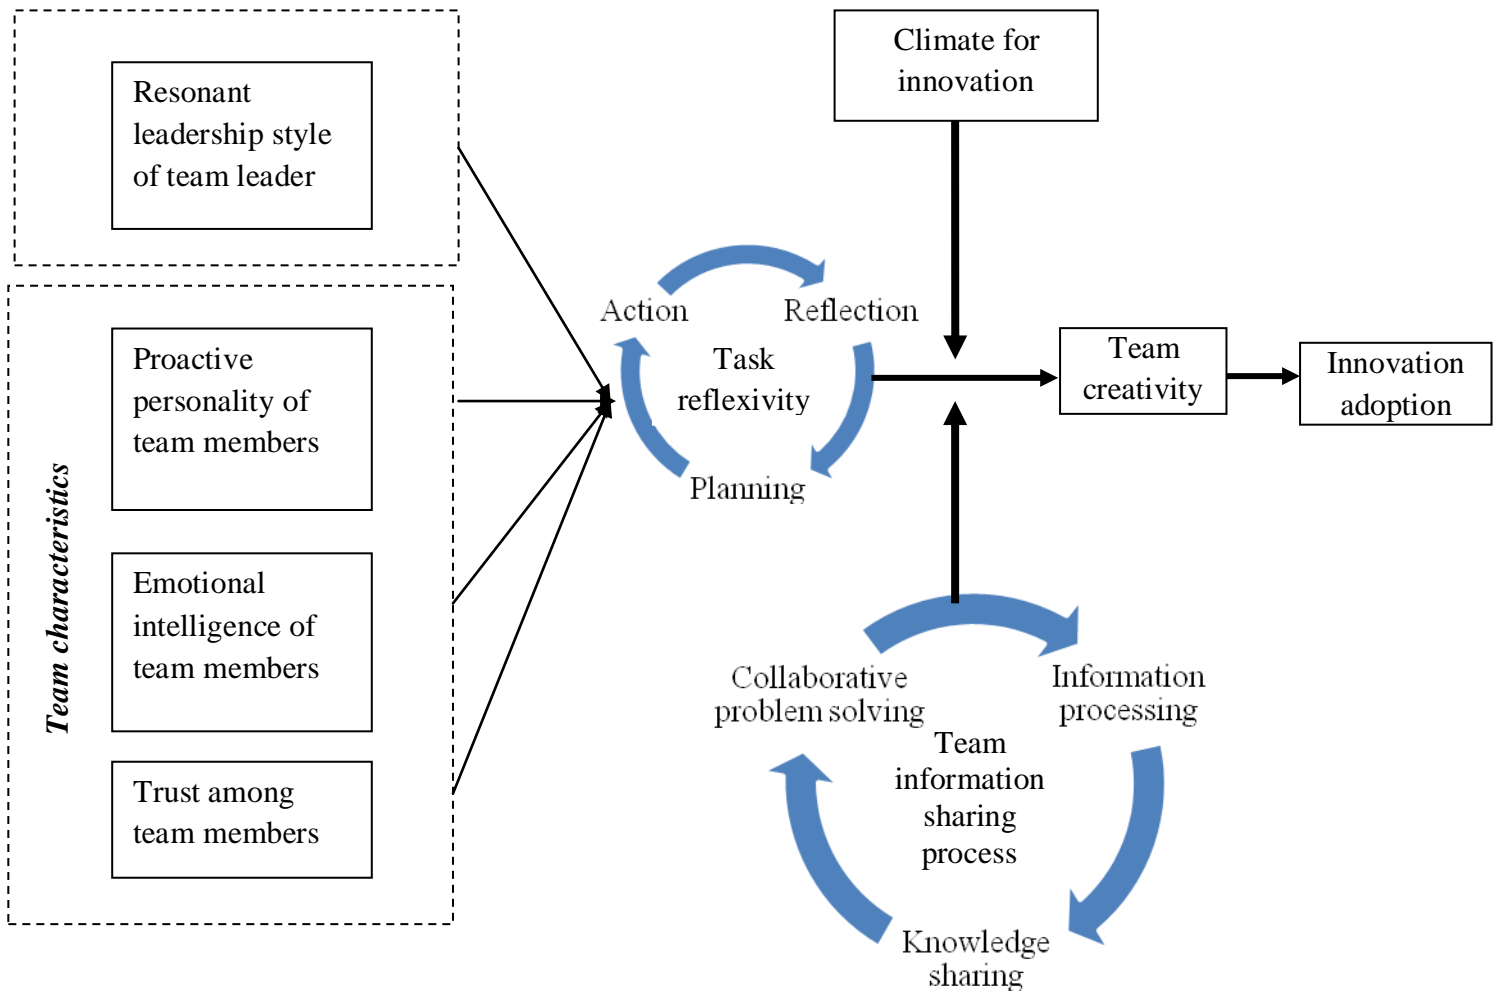 Resonant
leadership style
of team leader
Team characteristics
Proactive
personality of
team members
Emotional
intelligence of
team members
Trust among
team members
Climate for
innovation
Action
Reflection
Task
reflexivity
Planning
Team
creativity
Innovation
adoption
Collaborative
problem solving
Information
processing
Team
information
sharing
process
Knowledge
sharing